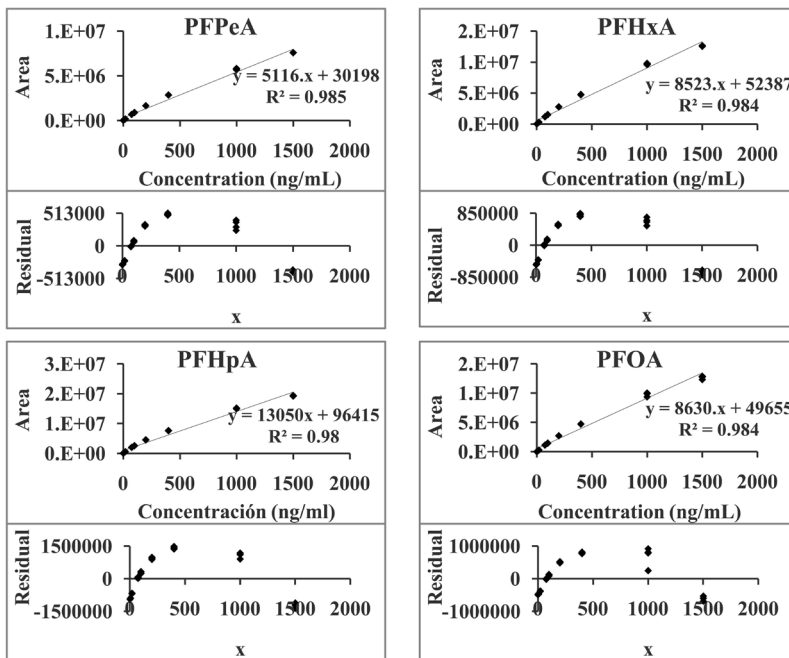 PFPeA
1.E+07
5.E+06
0.E+00
Area
y = 5116.x + 30198
R² = 0.985
0 500 1000 1500 2000
Concentration (ng/mL)
513000
0
-513000
Residual
0 500 1000 1500 2000
x
PFHxA
2.E+07
1.E+07
5.E+06
0.E+00
Area
y = 8523.x + 52387
R² = 0.984
0 500 1000 1500 2000
Concentration (ng/mL)
850000
0
-850000
Residual
0 500 1000 1500 2000
x
PFHpA
3.E+07
2.E+07
1.E+07
0.E+00
Area
y = 13050x + 96415
R² = 0.98
0 500 1000 1500 2000
Concentración (ng/ml)
1500000
0
-1500000
Residual
0 500 1000 1500 2000
x
PFOA
2.E+07
1.E+07
5.E+06
0.E+00
Area
y = 8630.x + 49655
R² = 0.984
0 500 1000 1500 2000
Concentration (ng/mL)
1000000
0
-1000000
Residual
0 500 1000 1500 2000
x